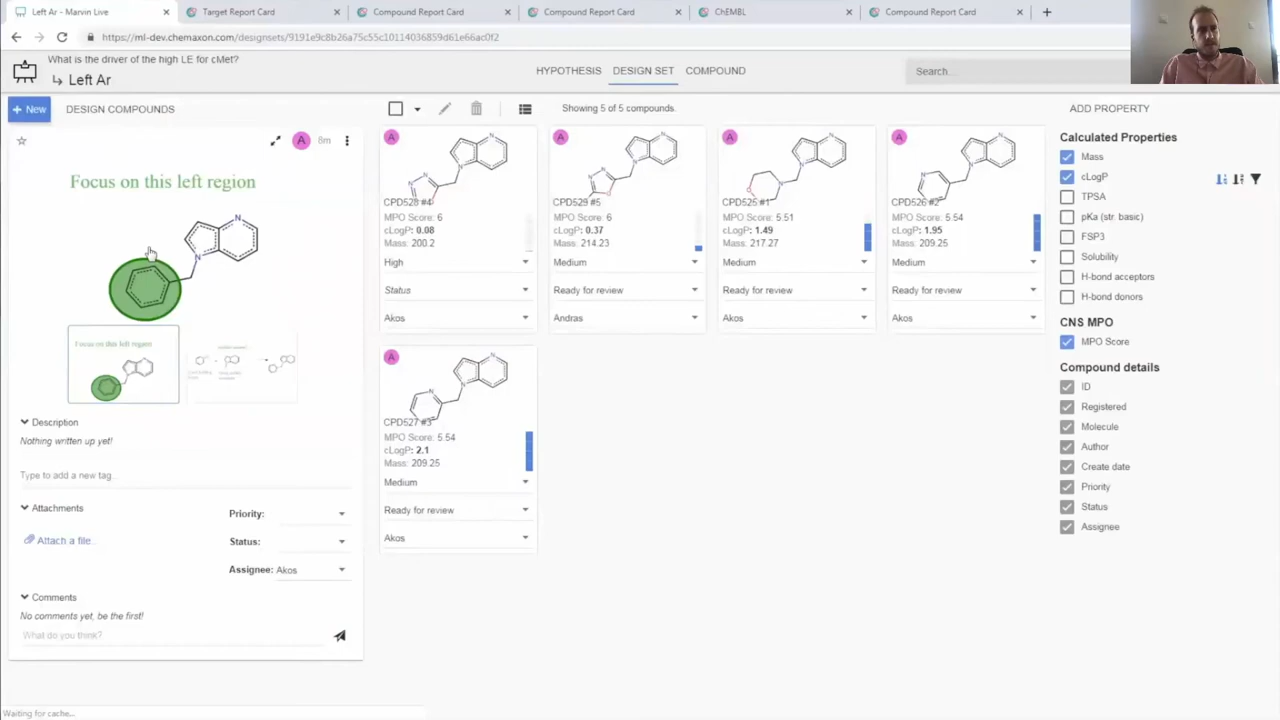 Left Ar - Marvin Live
Target Report Card
Compound Report Card
Compound Report Card
ChEMBL
Compound Report Card
https://ml-dev.chemaxon.com/designsets/9191e9c8b26a75c55c10114036859d61e66ac0f2
What is the driver of the high LE for cMet?
Left Ar
HYPOTHESIS
DESIGN SET
COMPOUND
Search...
+ New
DESIGN COMPOUNDS
Showing 5 of 5 compounds.
ADD PROPERTY
A
8m
Focus on this left region
N
N
Focus on this left region
Description
Nothing written up yet!
Type to add a new tag...
Attachments
Attach a file...
Priority:
Status:
Assignee: Akos
Comments
No comments yet, be the first!
What do you think?
A
CPD528 #4
MPO Score: 6
cLogP: 0.08
Mass: 200.2
High
Status
Akos
A
CPD529 #5
MPO Score: 6
cLogP: 0.37
Mass: 214.23
Medium
Ready for review
Andras
A
CPD525 #1
MPO Score: 5.51
cLogP: 1.49
Mass: 217.27
Medium
Ready for review
Akos
A
CPD526 #2
MPO Score: 5.54
cLogP: 1.95
Mass: 209.25
Medium
Ready for review
Akos
A
CPD527 #3
MPO Score: 5.54
cLogP: 2.1
Mass: 209.25
Medium
Ready for review
Akos
Calculated Properties
Mass
cLogP
TPSA
pKa (str. basic)
FSP3
Solubility
H-bond acceptors
H-bond donors
CNS MPO
MPO Score
Compound details
ID
Registered
Molecule
Author
Create date
Priority
Status
Assignee
Waiting for cache...